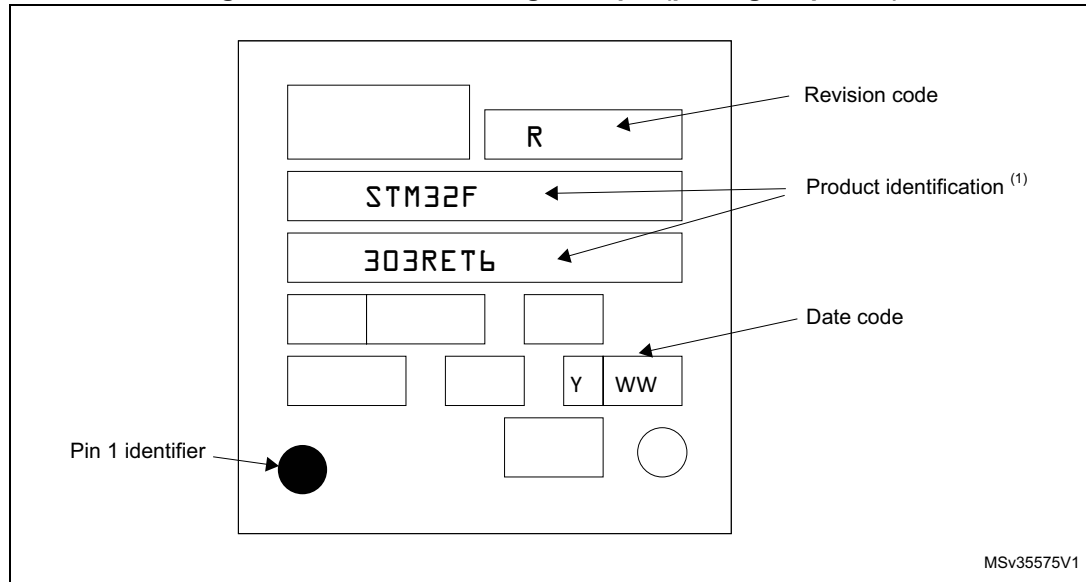 Revision code
R
Product identification (1)
STM32F
303RET6
Date code
Y WW
Pin 1 identifier
MSv35575V1